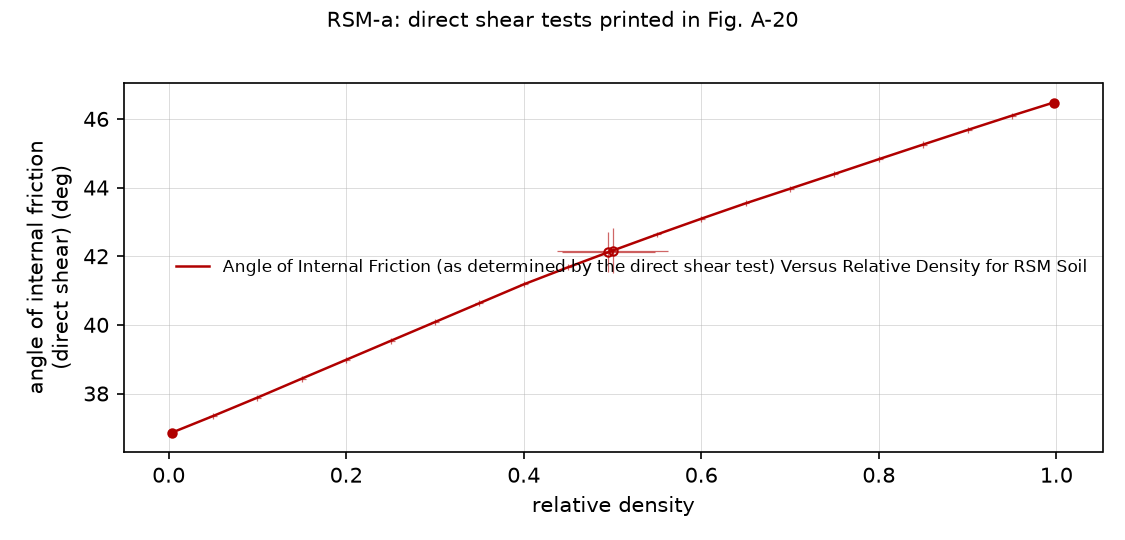 RSM-a: direct shear tests printed in Fig. A-20
angle of internal friction
(direct shear) (deg)
46
44
42
40
38
Angle of Internal Friction (as determined by the direct shear test) Versus Relative Density for RSM Soil
0.0 0.2 0.4 0.6 0.8 1.0
relative density